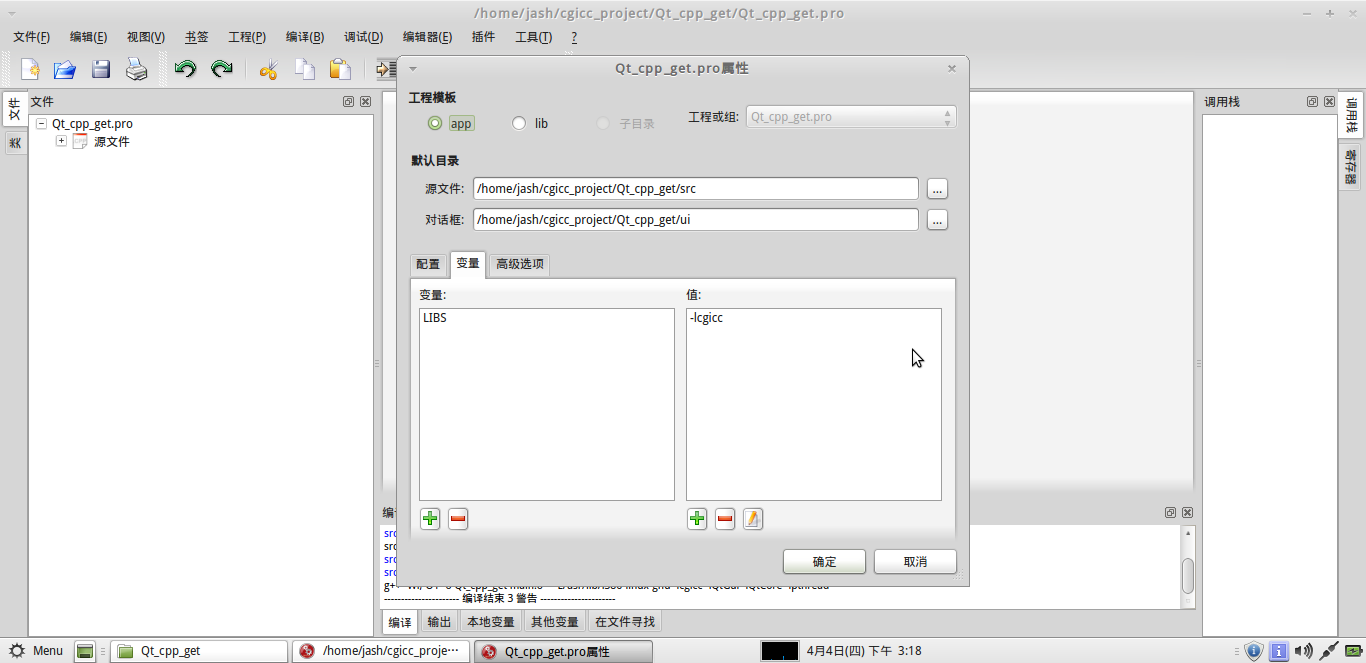 /home/jash/cgicc_project/Qt_cpp_get/Qt_cpp_get.pro
文件(F) 编辑(E) 视图(V) 书签 工程(P) 编译(B) 调试(D) 编辑器(E) 插件 工具(T) ?
Qt_cpp_get.pro属性
文件
文件
类
Qt_cpp_get.pro
源文件
工程模板
app lib 子目录 工程或组: Qt_cpp_get.pro
默认目录
源文件: /home/jash/cgicc_project/Qt_cpp_get/src ...
对话框: /home/jash/cgicc_project/Qt_cpp_get/ui ...
配置 变量 高级选项
变量: 值:
LIBS -lcgicc
确定 取消
调用栈
调用栈
寄存器
编
src
src
src
src
---------------------- 编译结束 3 警告 ----------------------
编译 输出 本地变量 其他变量 在文件寻找
Menu Qt_cpp_get /home/jash/cgicc_proje··· Qt_cpp_get.pro属性 4月4日(四) 下午 3:18